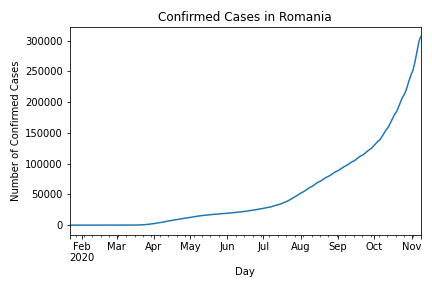 Confirmed Cases in Romania
Number of Confirmed Cases
300000
250000
200000
150000
100000
50000
0
Feb Mar Apr May Jun Jul Aug Sep Oct Nov
2020
Day